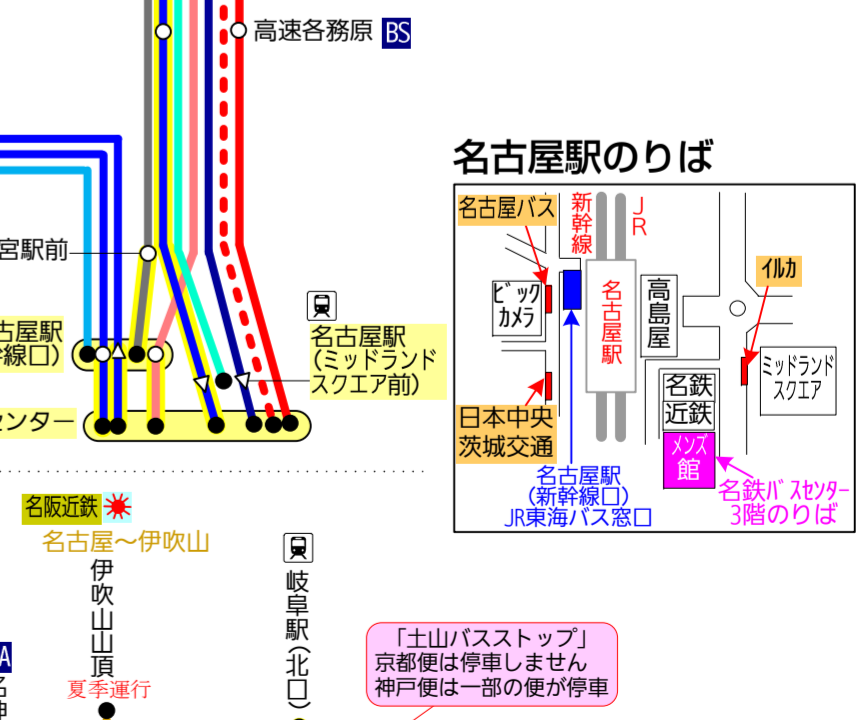 高速各務原 BS
宮駅前
古屋駅
線口)
センター
名古屋駅
(ミッドランド
スクエア前)
名古屋駅のりば
名古屋バス
新幹線
JR
イルカ
ビック
カメラ
名古屋駅
高島屋
ミッドランド
スクエア
名鉄
近鉄
メンズ
館
日本中央
茨城交通
名古屋駅
(新幹線口)
JR東海バス窓口
名鉄バスセンター
3階のりば
名阪近鉄
名古屋〜伊吹山
伊吹山山頂
夏季運行
岐阜駅(北口)
「土山バスストップ」
京都便は停車しません
神戸便は一部の便が停車
A
名神